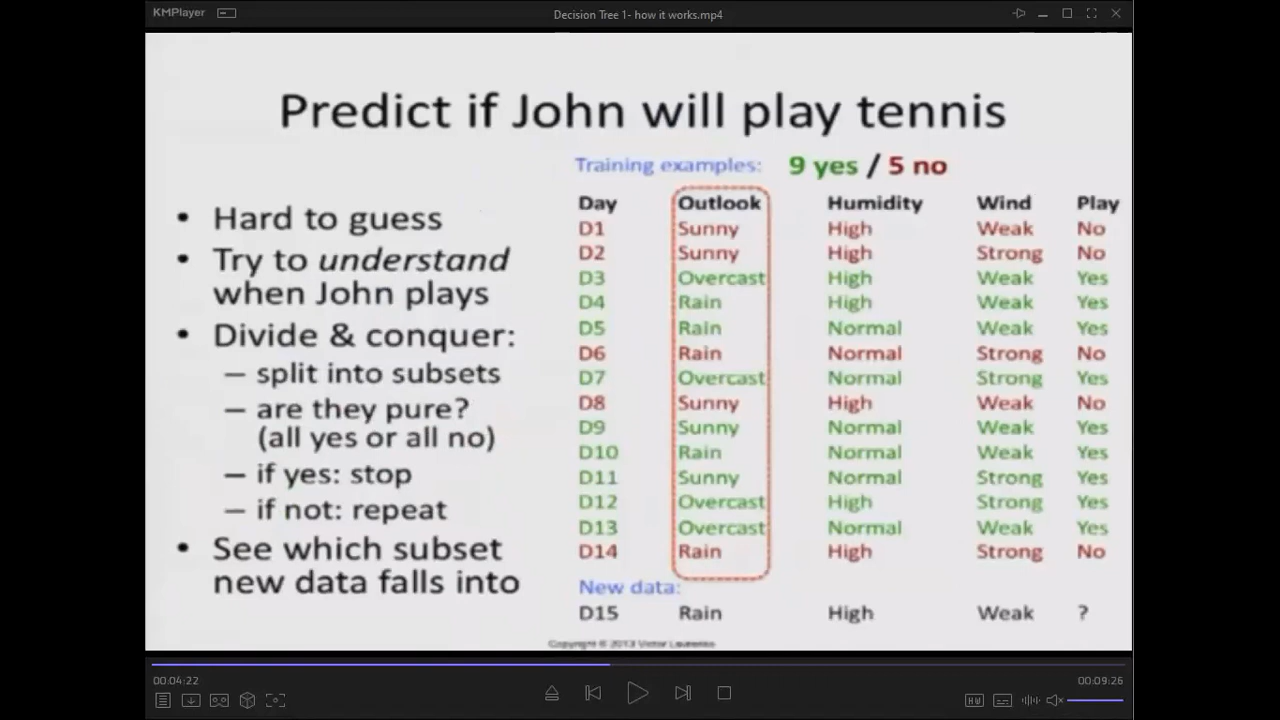 KMPlayer
Decision Tree 1- how it works.mp4
Predict if John will play tennis
• Hard to guess
• Try to understand
when John plays
• Divide & conquer:
– split into subsets
– are they pure?
(all yes or all no)
– if yes: stop
– if not: repeat
• See which subset
new data falls into
Training examples: 9 yes / 5 no
Day Outlook Humidity Wind Play
D1 Sunny High Weak No
D2 Sunny High Strong No
D3 Overcast High Weak Yes
D4 Rain High Weak Yes
D5 Rain Normal Weak Yes
D6 Rain Normal Strong No
D7 Overcast Normal Strong Yes
D8 Sunny High Weak No
D9 Sunny Normal Weak Yes
D10 Rain Normal Weak Yes
D11 Sunny Normal Strong Yes
D12 Overcast High Strong Yes
D13 Overcast Normal Weak Yes
D14 Rain High Strong No
New data:
D15 Rain High Weak ?
Copyright © 2013 Victor
00:04:22
00:09:26
HW